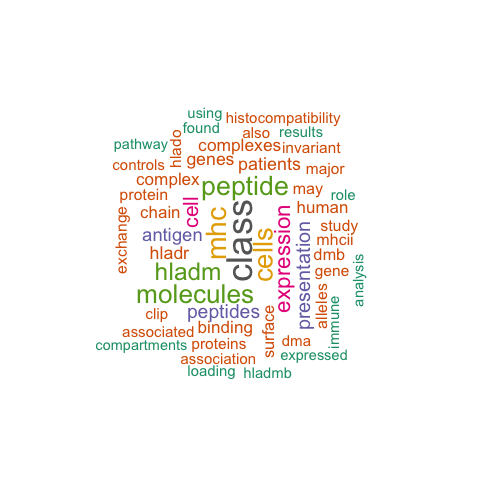 using
histocompatibility
found
also
results
pathway
hlado
complexes
invariant
controls
genes
patients
major
complex
peptide
may
role
protein
cell
mhc
class
cells
expression
human
exchange
chain
study
antigen
presentation
mhcii
hladr
dmb
analysis
hladm
gene
molecules
alleles
immune
clip
peptides
surface
associated
binding
dma
compartments
proteins
expressed
association
loading
hladmb